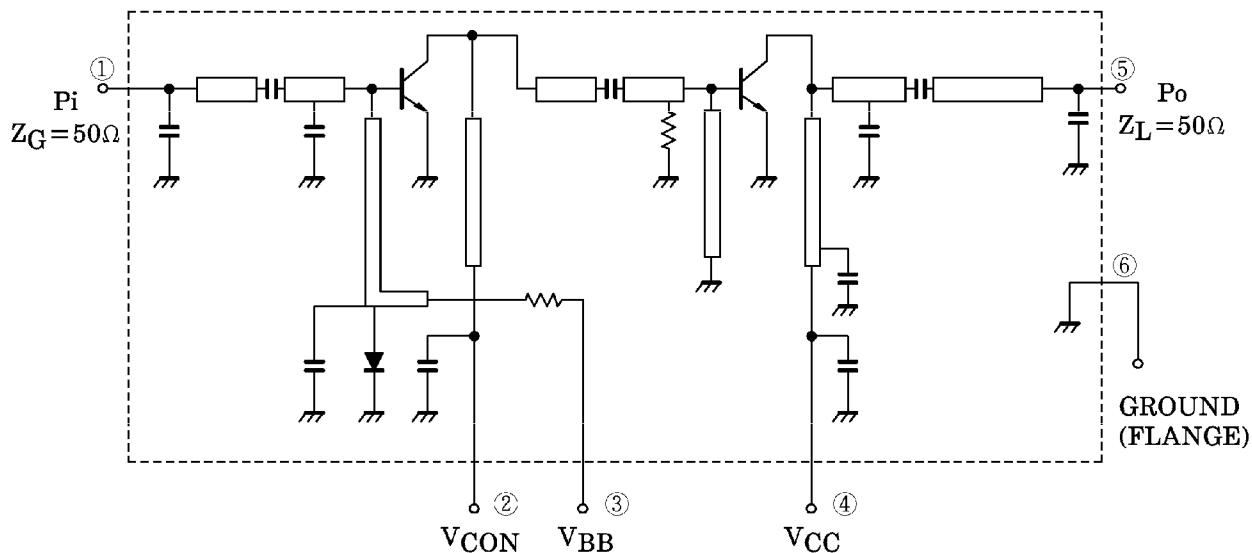 ①
Pi
Z_G=50Ω
⑤
Po
Z_L=50Ω
⑥
GROUND
(FLANGE)
②
V_CON
③
V_BB
④
V_CC